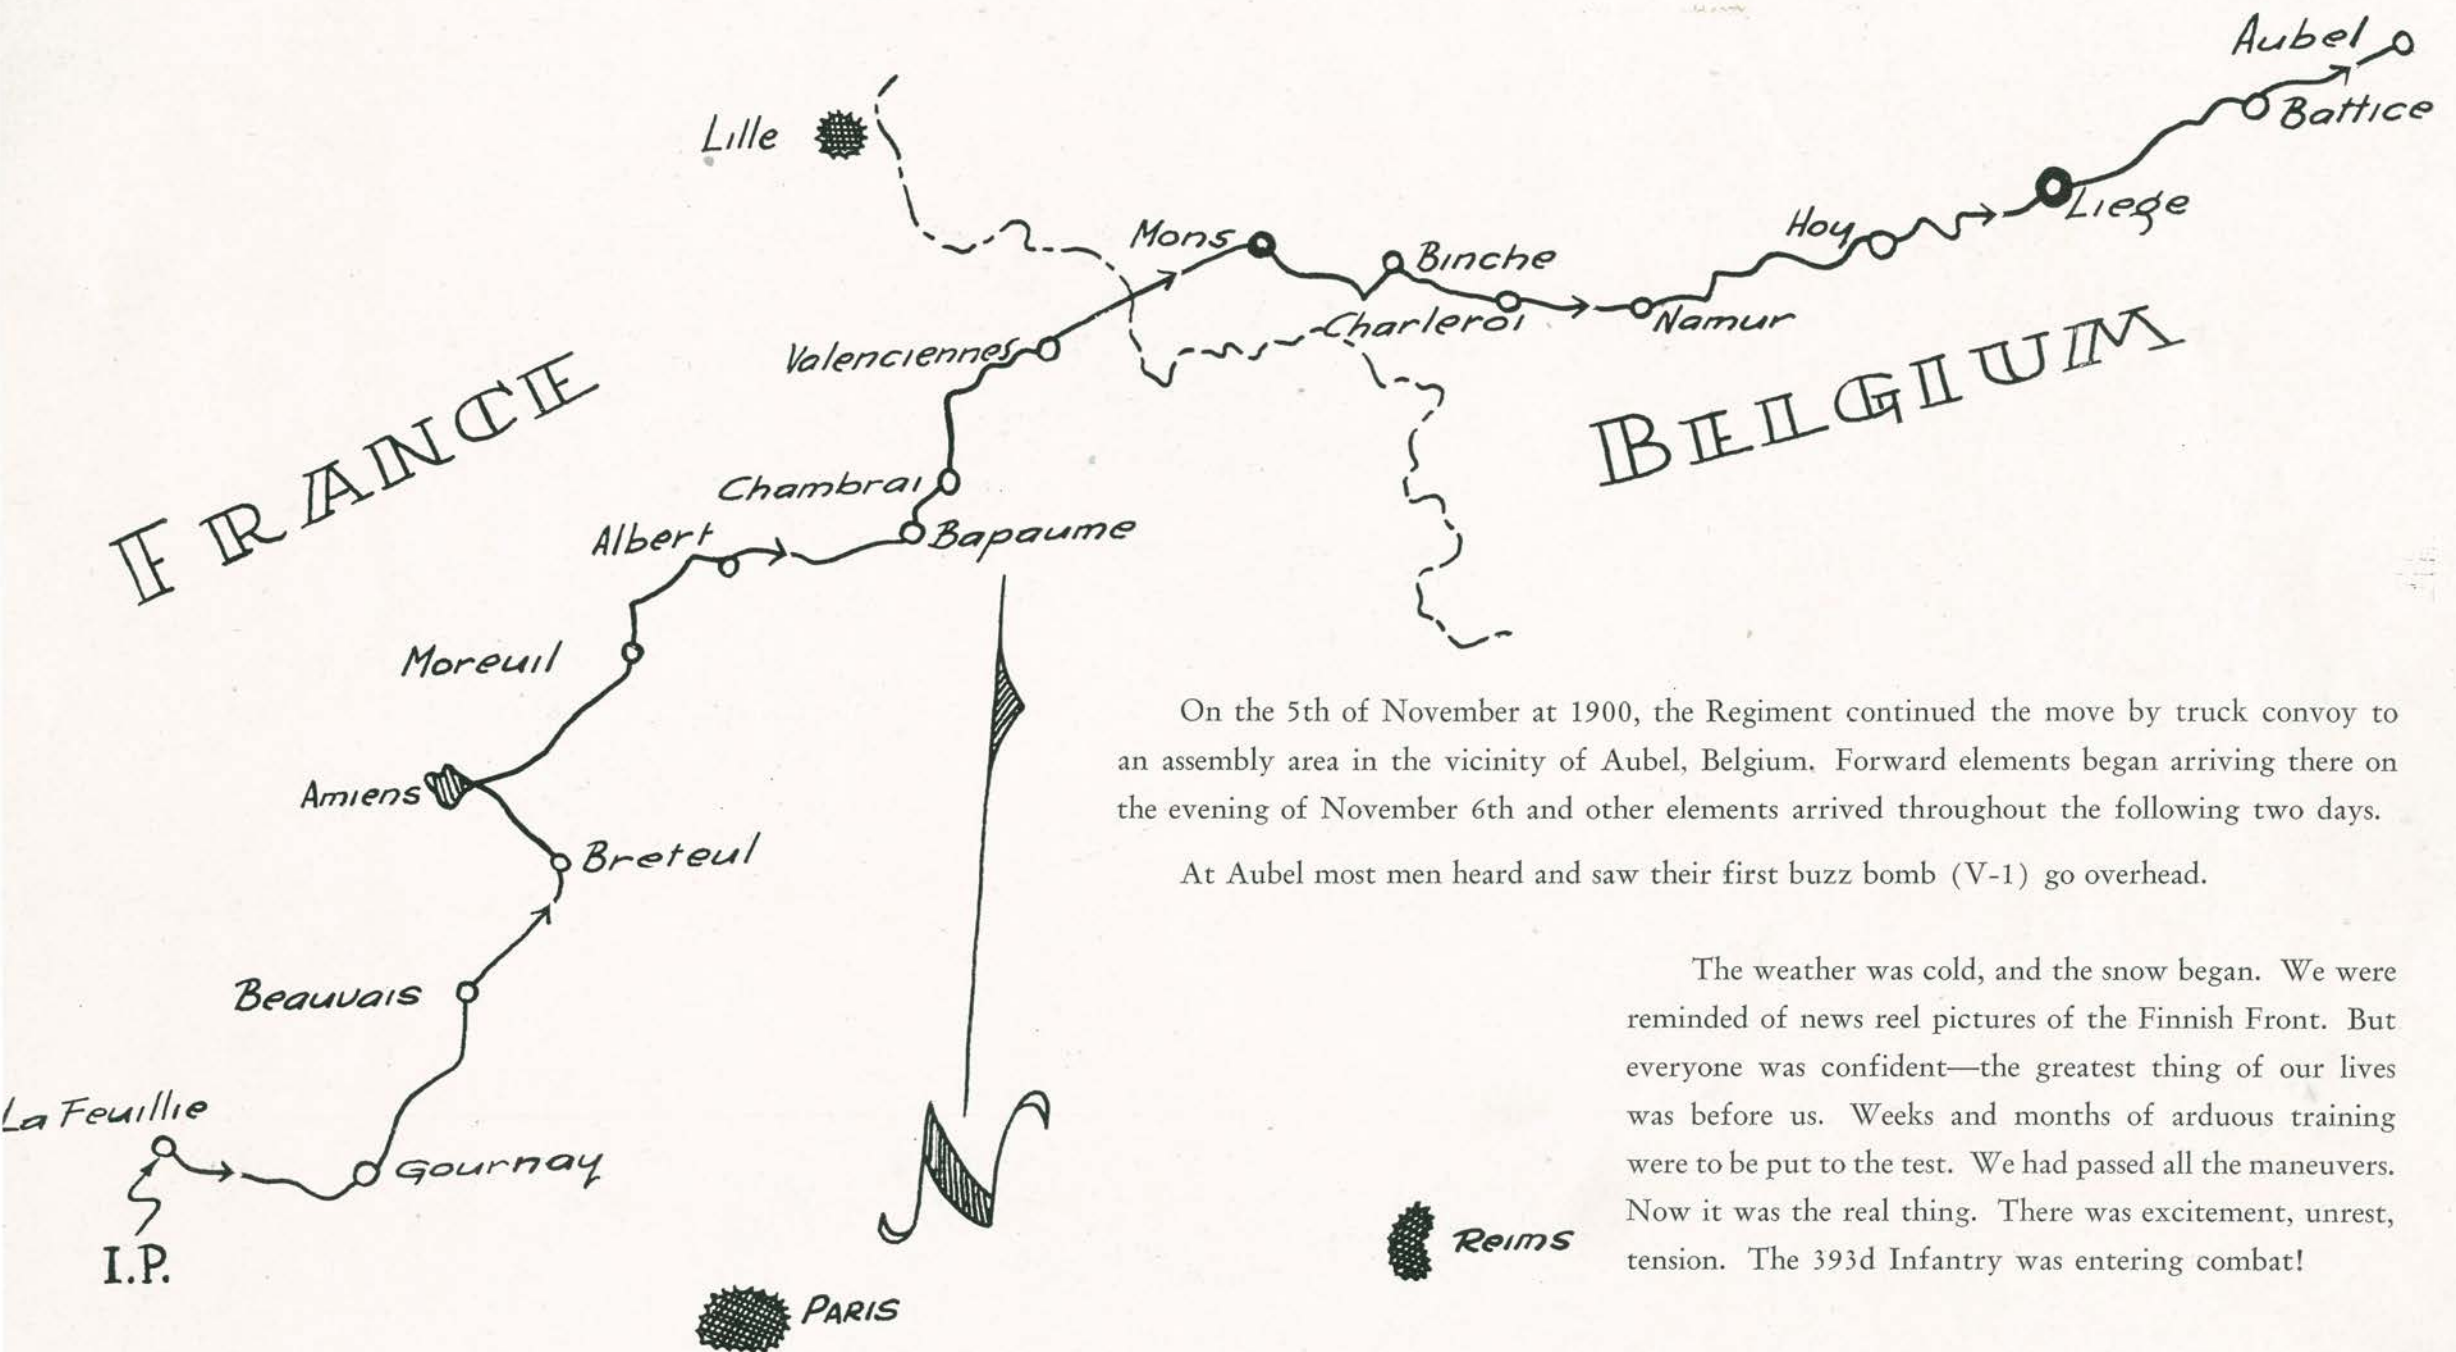 Aubel
Battice
Lille
Liege
Hoy
Mons
Binche
Charleroi
Namur
Valenciennes
FRANCE
BELGIUM
Chambrai
Albert
Bapaume
Moreuil
Amiens
Breteul
Beauvais
La Feuillie
Gournay
I.P.
N
PARIS
Reims
On the 5th of November at 1900, the Regiment continued the move by truck convoy to
an assembly area in the vicinity of Aubel, Belgium. Forward elements began arriving there on
the evening of November 6th and other elements arrived throughout the following two days.
At Aubel most men heard and saw their first buzz bomb (V-1) go overhead.
The weather was cold, and the snow began. We were
reminded of news reel pictures of the Finnish Front. But
everyone was confident—the greatest thing of our lives
was before us. Weeks and months of arduous training
were to be put to the test. We had passed all the maneuvers.
Now it was the real thing. There was excitement, unrest,
tension. The 393d Infantry was entering combat!